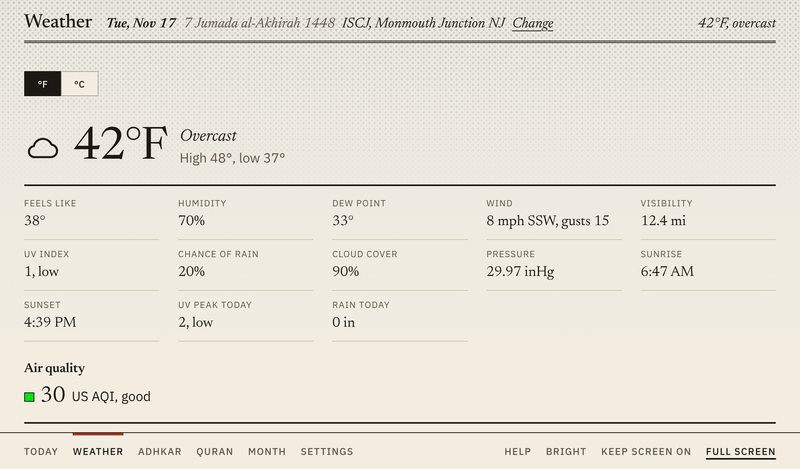 Weather Tue, Nov 17 7 Jumada al-Akhirah 1448 ISCJ, Monmouth Junction NJ Change 42°F, overcast
°F °C
42°F Overcast
High 48°, low 37°
FEELS LIKE HUMIDITY DEW POINT WIND VISIBILITY
38° 70% 33° 8 mph SSW, gusts 15 12.4 mi
UV INDEX CHANCE OF RAIN CLOUD COVER PRESSURE SUNRISE
1, low 20% 90% 29.97 inHg 6:47 AM
SUNSET UV PEAK TODAY RAIN TODAY
4:39 PM 2, low 0 in
Air quality
30 US AQI, good
TODAY WEATHER ADHKAR QURAN MONTH SETTINGS HELP BRIGHT KEEP SCREEN ON FULL SCREEN